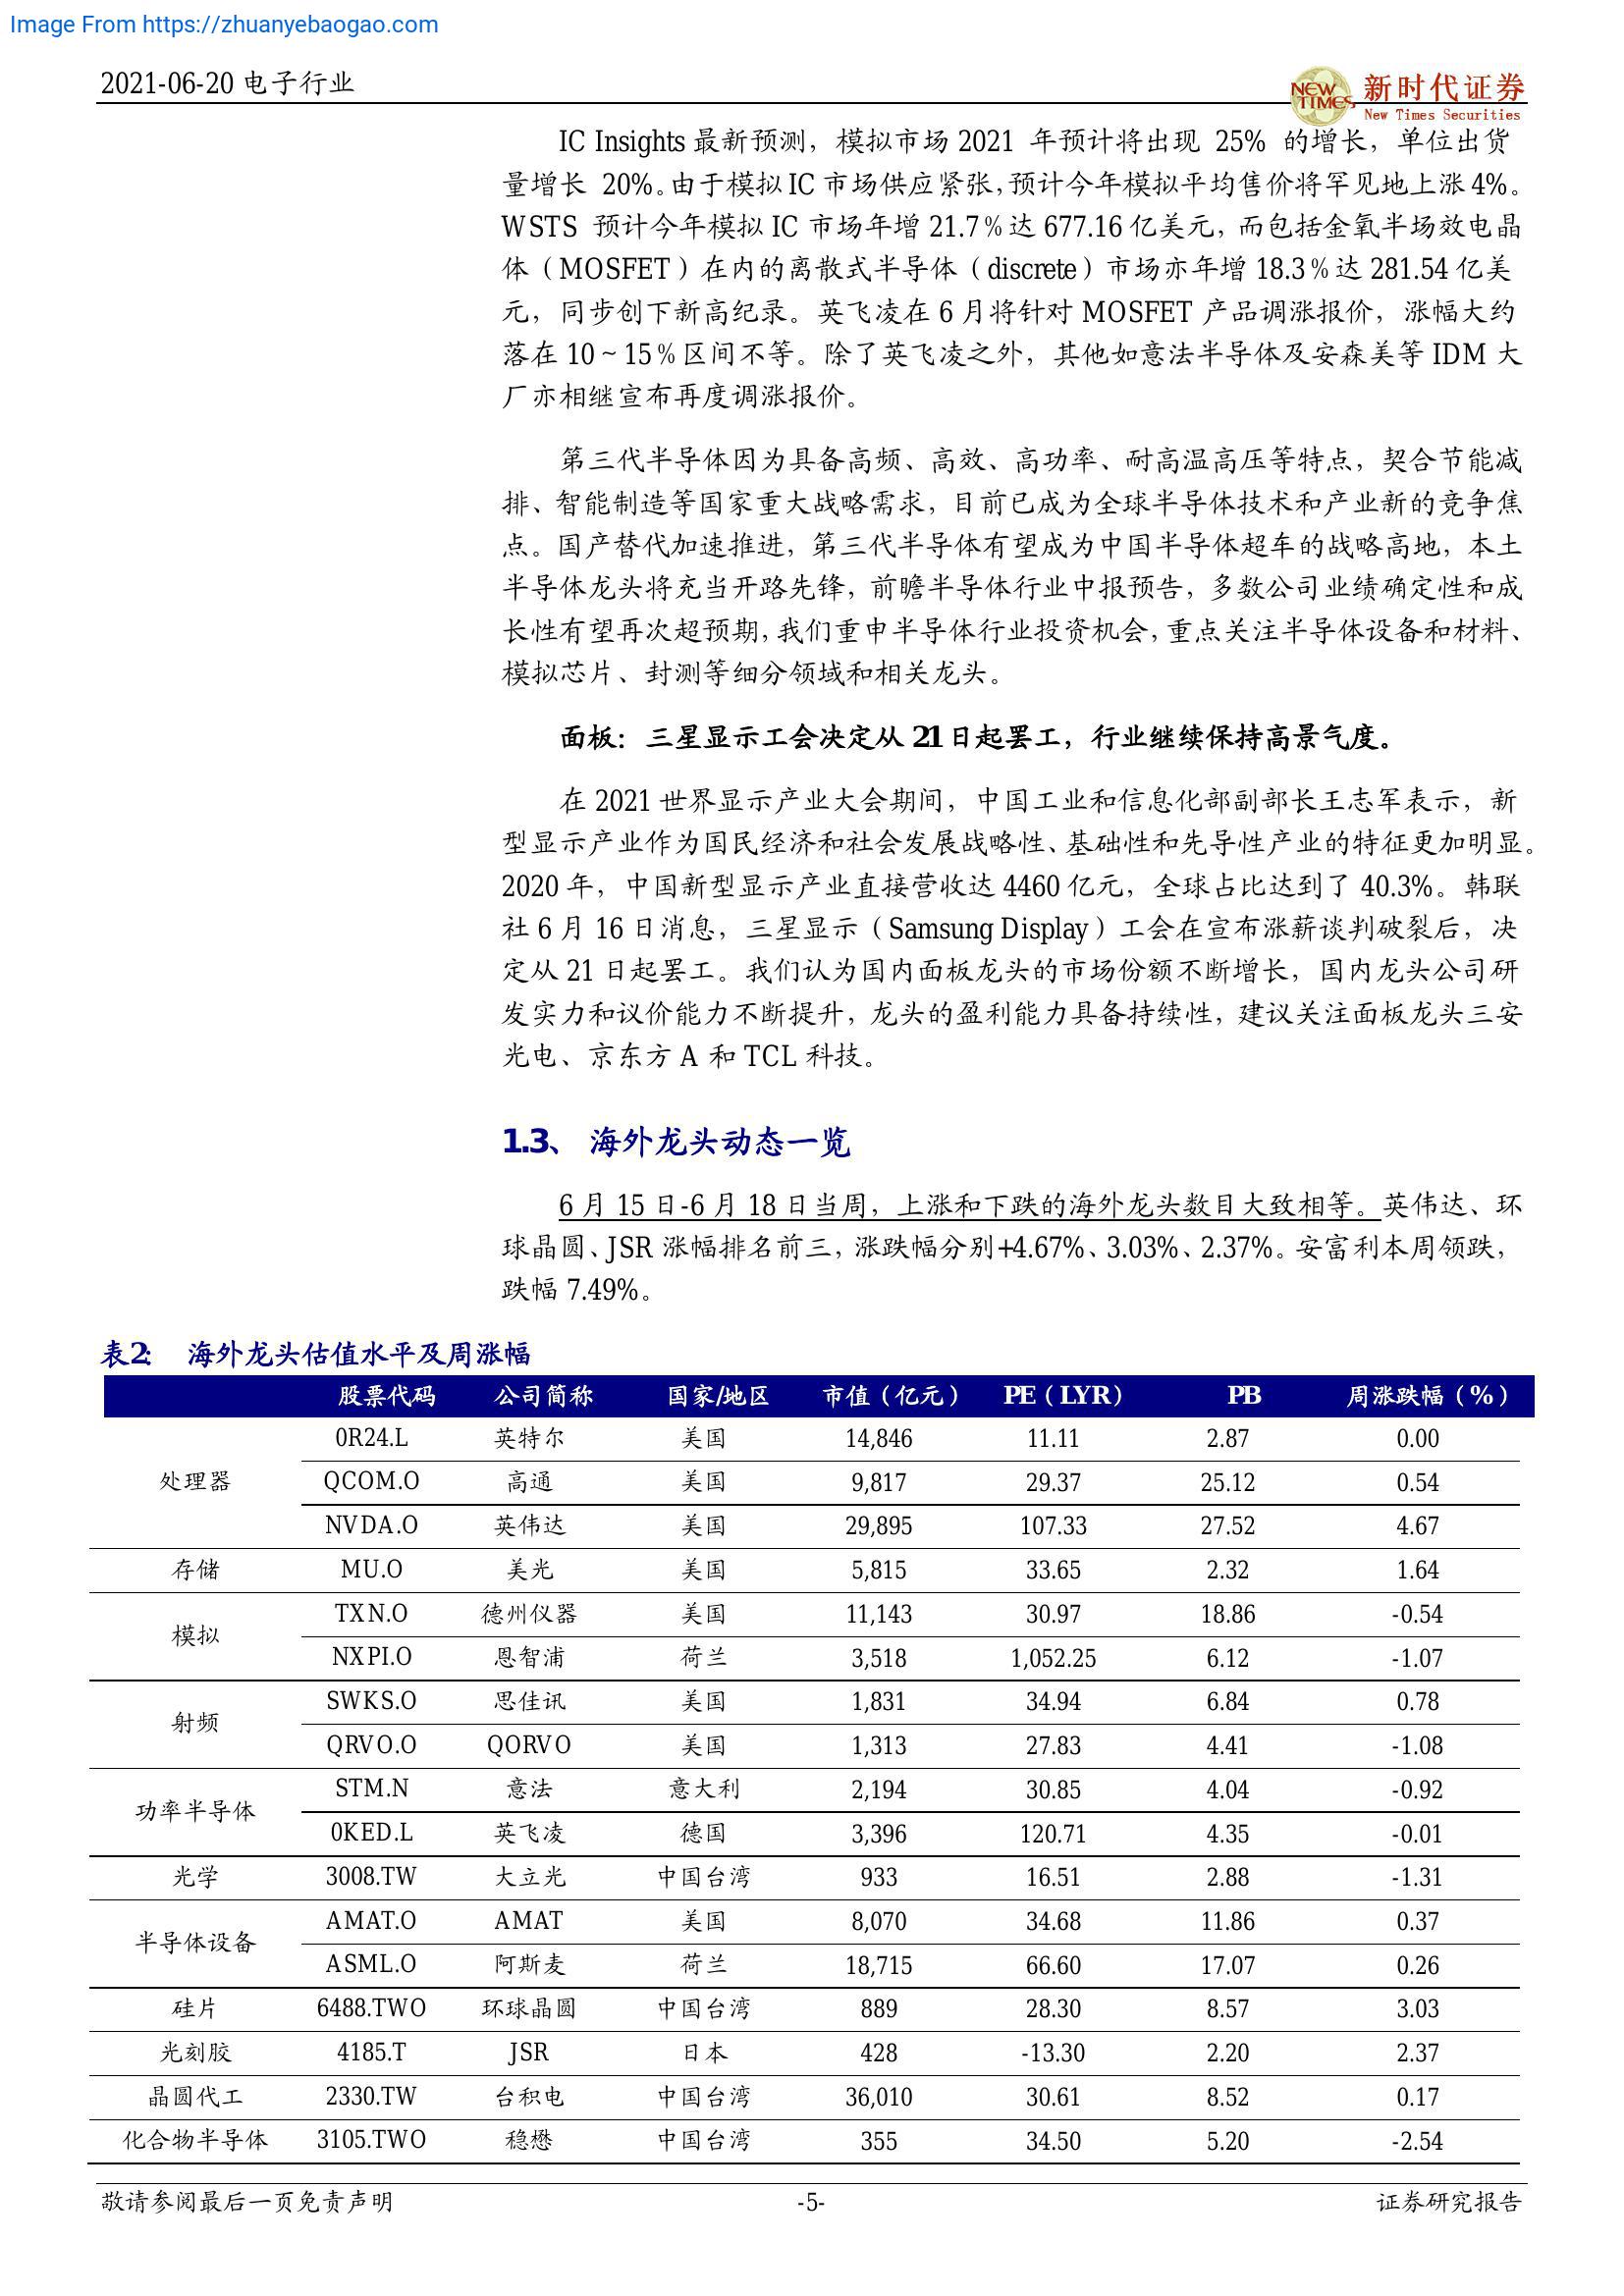 Image From https://zhuanyebaogao.com
2021-06-20 电子行业
NEW TIMES 新时代证券
New Times Securities
IC Insights 最新预测，模拟市场 2021 年预计将出现 25% 的增长，单位出货
量增长 20%。由于模拟 IC 市场供应紧张，预计今年模拟平均售价将罕见地上涨 4%。
WSTS 预计今年模拟 IC 市场年增 21.7%达 677.16 亿美元，而包括金氧半场效电晶
体（MOSFET）在内的离散式半导体（discrete）市场亦年增 18.3%达 281.54 亿美
元，同步创下新高纪录。英飞凌在 6 月将针对 MOSFET 产品调涨报价，涨幅大约
落在 10~15%区间不等。除了英飞凌之外，其他如意法半导体及安森美等 IDM 大
厂亦相继宣布再度调涨报价。
第三代半导体因为具备高频、高效、高功率、耐高温高压等特点，契合节能减
排、智能制造等国家重大战略需求，目前已成为全球半导体技术和产业新的竞争焦
点。国产替代加速推进，第三代半导体有望成为中国半导体超车的战略高地，本土
半导体龙头将充当开路先锋，前瞻半导体行业中报预告，多数公司业绩确定性和成
长性有望再次超预期，我们重申半导体行业投资机会，重点关注半导体设备和材料、
模拟芯片、封测等细分领域和相关龙头。
面板：三星显示工会决定从 21 日起罢工，行业继续保持高景气度。
在 2021 世界显示产业大会期间，中国工业和信息化部副部长王志军表示，新
型显示产业作为国民经济和社会发展战略性、基础性和先导性产业的特征更加明显。
2020 年，中国新型显示产业直接营收达 4460 亿元，全球占比达到了 40.3%。韩联
社 6 月 16 日消息，三星显示（Samsung Display）工会在宣布涨薪谈判破裂后，决
定从 21 日起罢工。我们认为国内面板龙头的市场份额不断增长，国内龙头公司研
发实力和议价能力不断提升，龙头的盈利能力具备持续性，建议关注面板龙头三安
光电、京东方 A 和 TCL 科技。
1.3、 海外龙头动态一览
6 月 15 日-6 月 18 日当周，上涨和下跌的海外龙头数目大致相等。英伟达、环
球晶圆、JSR 涨幅排名前三，涨跌幅分别+4.67%、3.03%、2.37%。安富利本周领跌，
跌幅 7.49%。
表2： 海外龙头估值水平及周涨幅
股票代码 公司简称 国家/地区 市值（亿元） PE（LYR） PB 周涨跌幅（%）
处理器 0R24.L 英特尔 美国 14,846 11.11 2.87 0.00
QCOM.O 高通 美国 9,817 29.37 25.12 0.54
NVDA.O 英伟达 美国 29,895 107.33 27.52 4.67
存储 MU.O 美光 美国 5,815 33.65 2.32 1.64
模拟 TXN.O 德州仪器 美国 11,143 30.97 18.86 -0.54
NXPI.O 恩智浦 荷兰 3,518 1,052.25 6.12 -1.07
射频 SWKS.O 思佳讯 美国 1,831 34.94 6.84 0.78
QRVO.O QORVO 美国 1,313 27.83 4.41 -1.08
功率半导体 STM.N 意法 意大利 2,194 30.85 4.04 -0.92
0KED.L 英飞凌 德国 3,396 120.71 4.35 -0.01
光学 3008.TW 大立光 中国台湾 933 16.51 2.88 -1.31
半导体设备 AMAT.O AMAT 美国 8,070 34.68 11.86 0.37
ASML.O 阿斯麦 荷兰 18,715 66.60 17.07 0.26
硅片 6488.TWO 环球晶圆 中国台湾 889 28.30 8.57 3.03
光刻胶 4185.T JSR 日本 428 -13.30 2.20 2.37
晶圆代工 2330.TW 台积电 中国台湾 36,010 30.61 8.52 0.17
化合物半导体 3105.TWO 稳懋 中国台湾 355 34.50 5.20 -2.54
敬请参阅最后一页免责声明 -5- 证券研究报告